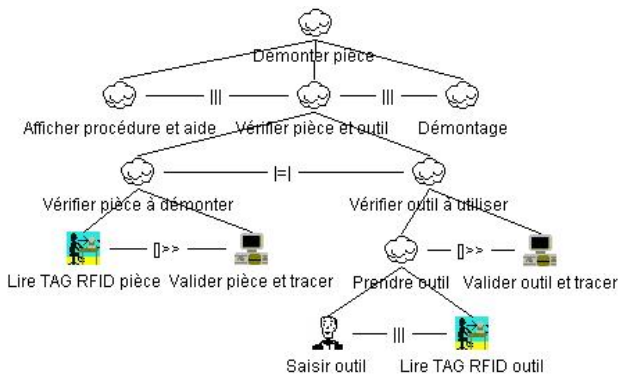 Démonter pièce
||| |||
Afficher procédure et aide Vérifier pièce et outil Démontage
|=|
Vérifier pièce à démonter Vérifier outil à utiliser
[]>> []>>
Lire TAG RFID pièce Valider pièce et tracer Prendre outil Valider outil et tracer
|||
Saisir outil Lire TAG RFID outil